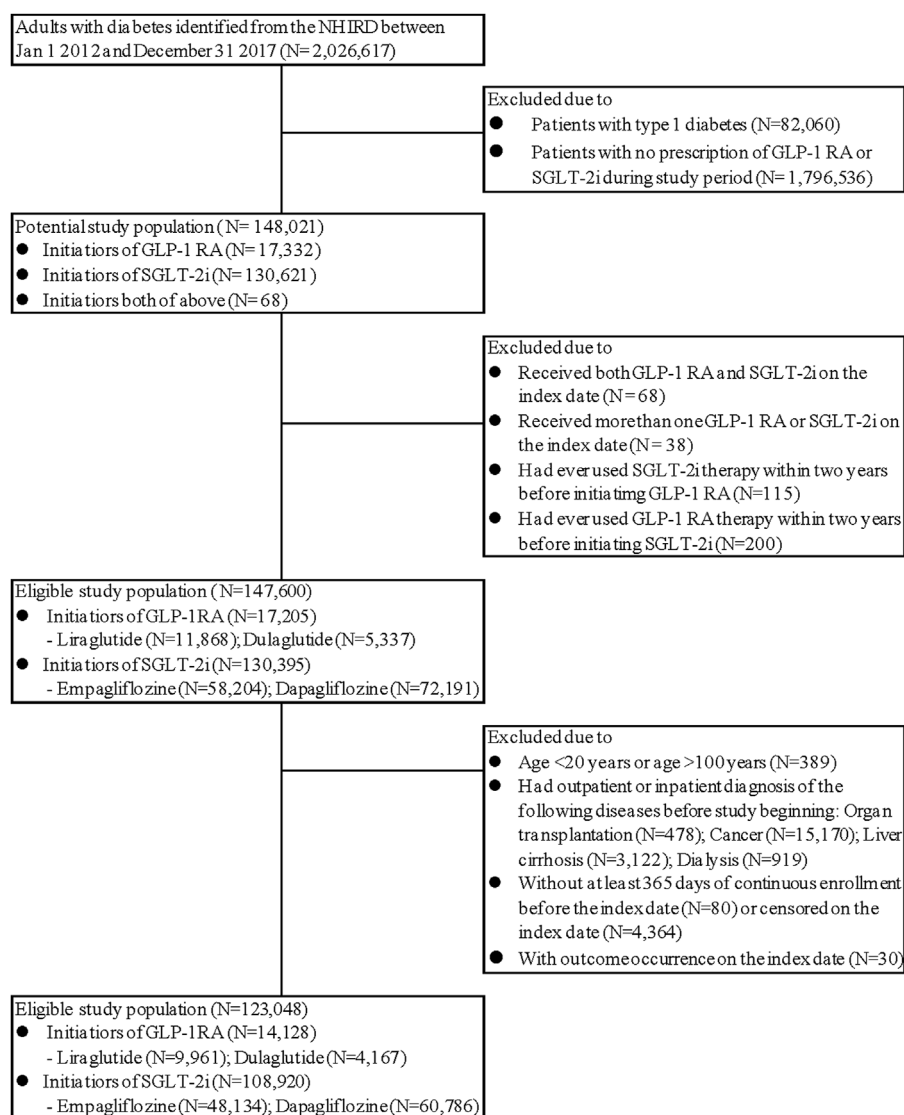 Adults with diabetes identified from the NHIRD between
Jan 1 2012 and December 31 2017 (N= 2,026,617)
Excluded due to
● Patients with type 1 diabetes (N=82,060)
● Patients with no prescription of GLP-1 RA or
SGLT-2i during study period (N= 1,796,536)
Potential study population (N= 148,021)
● Initiatiors of GLP-1 RA (N= 17,332)
● Initiatiors of SGLT-2i (N= 130,621)
● Initiatiors both of above (N= 68)
Excluded due to
● Received both GLP-1 RA and SGLT-2i on the
index date (N= 68)
● Received more than one GLP-1 RA or SGLT-2i on
the index date (N= 38)
● Had ever used SGLT-2i therapy within two years
before initiatimg GLP-1 RA (N=115)
● Had ever used GLP-1 RA therapy within two years
before initiating SGLT-2i (N=200)
Eligible study population (N=147,600)
● Initiatiors of GLP-1RA (N=17,205)
- Liraglutide (N=11,868); Dulaglutide (N=5,337)
● Initiatiors of SGLT-2i (N=130,395)
- Empagliflozine (N=58,204); Dapagliflozine (N=72,191)
Excluded due to
● Age <20 years or age >100 years (N=389)
● Had outpatient or inpatient diagnosis of the
following diseases before study beginning: Organ
transplantation (N=478); Cancer (N=15,170); Liver
cirrhosis (N=3,122); Dialysis (N=919)
● Without at least 365 days of continuous enrollment
before the index date (N=80) or censored on the
index date (N=4,364)
● With outcome occurrence on the index date (N=30)
Eligible study population (N=123,048)
● Initiatiors of GLP-1RA (N=14,128)
- Liraglutide (N=9,961); Dulaglutide (N=4,167)
● Initiatiors of SGLT-2i (N=108,920)
- Empagliflozine (N=48,134); Dapagliflozine (N=60,786)